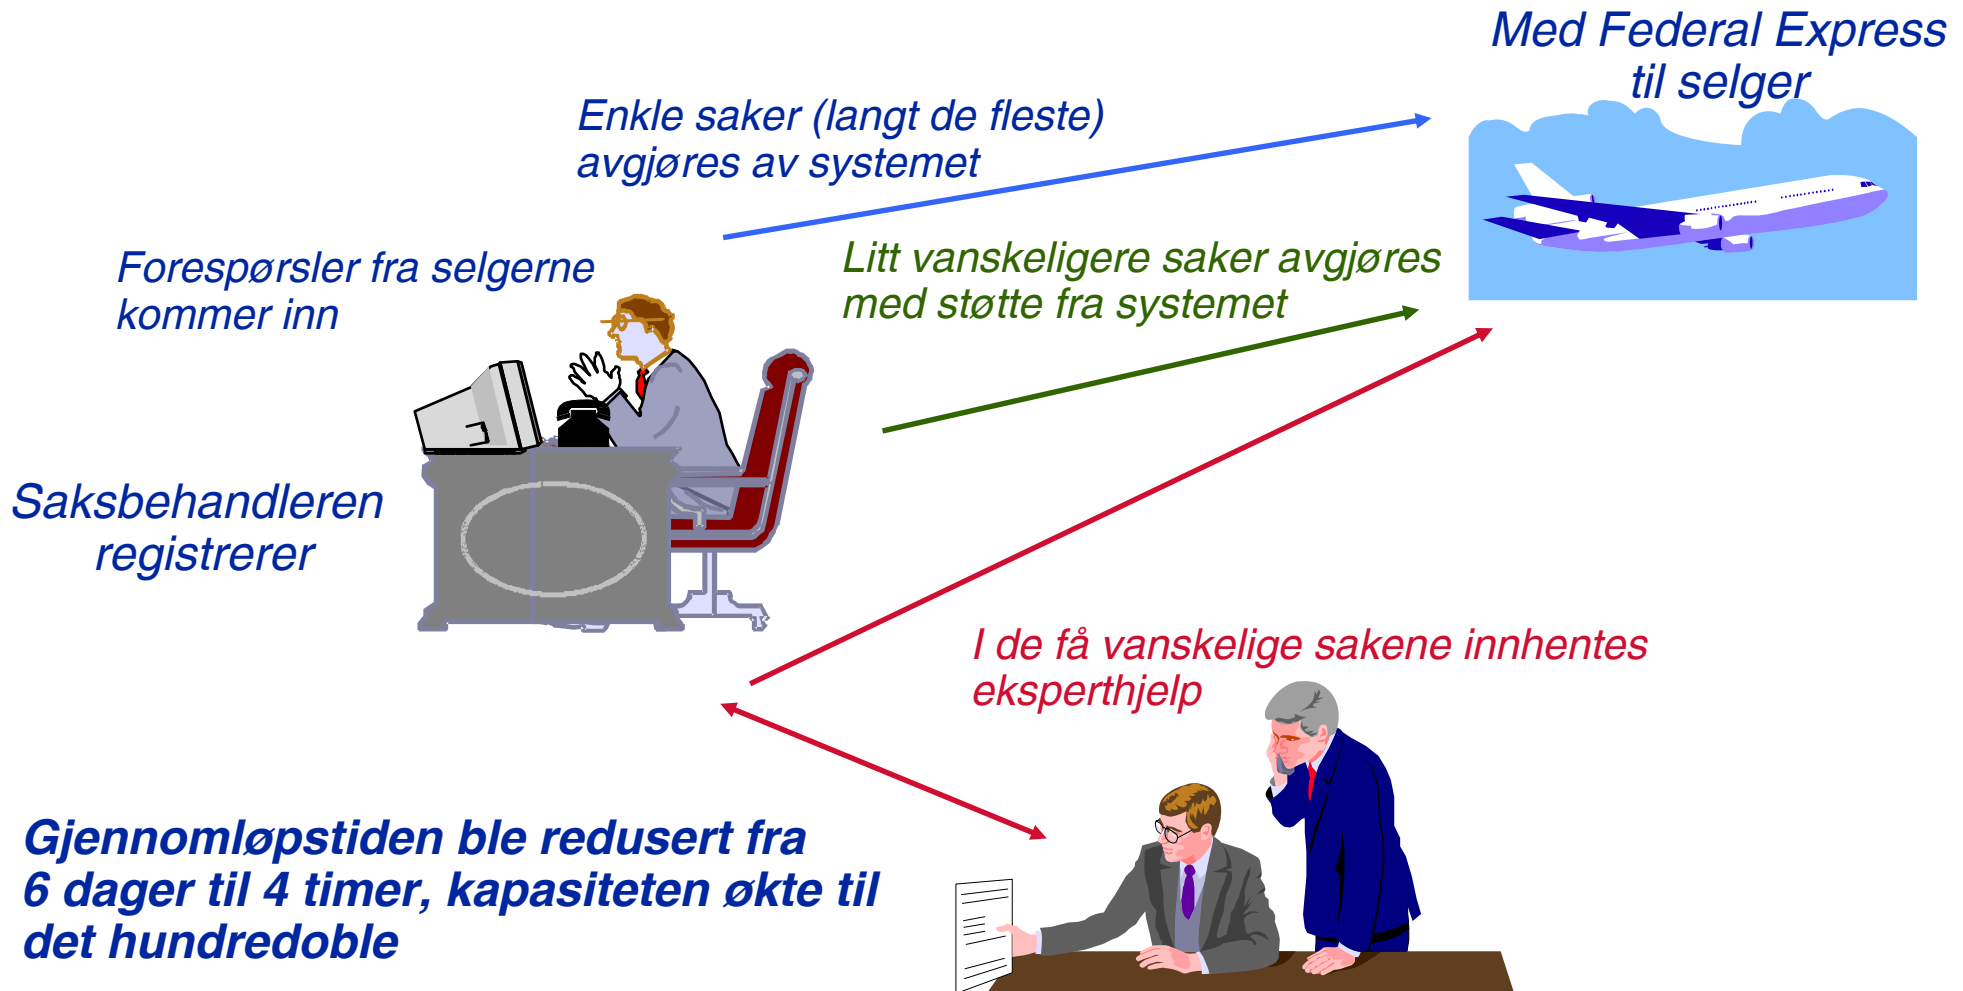 Med Federal Express
til selger
Enkle saker (langt de fleste)
avgjøres av systemet
Forespørsler fra selgerne
kommer inn
Litt vanskeligere saker avgjøres
med støtte fra systemet
Saksbehandleren
registrerer
I de få vanskelige sakene innhentes
eksperthjelp
Gjennomløpstiden ble redusert fra
6 dager til 4 timer, kapasiteten økte til
det hundredoble